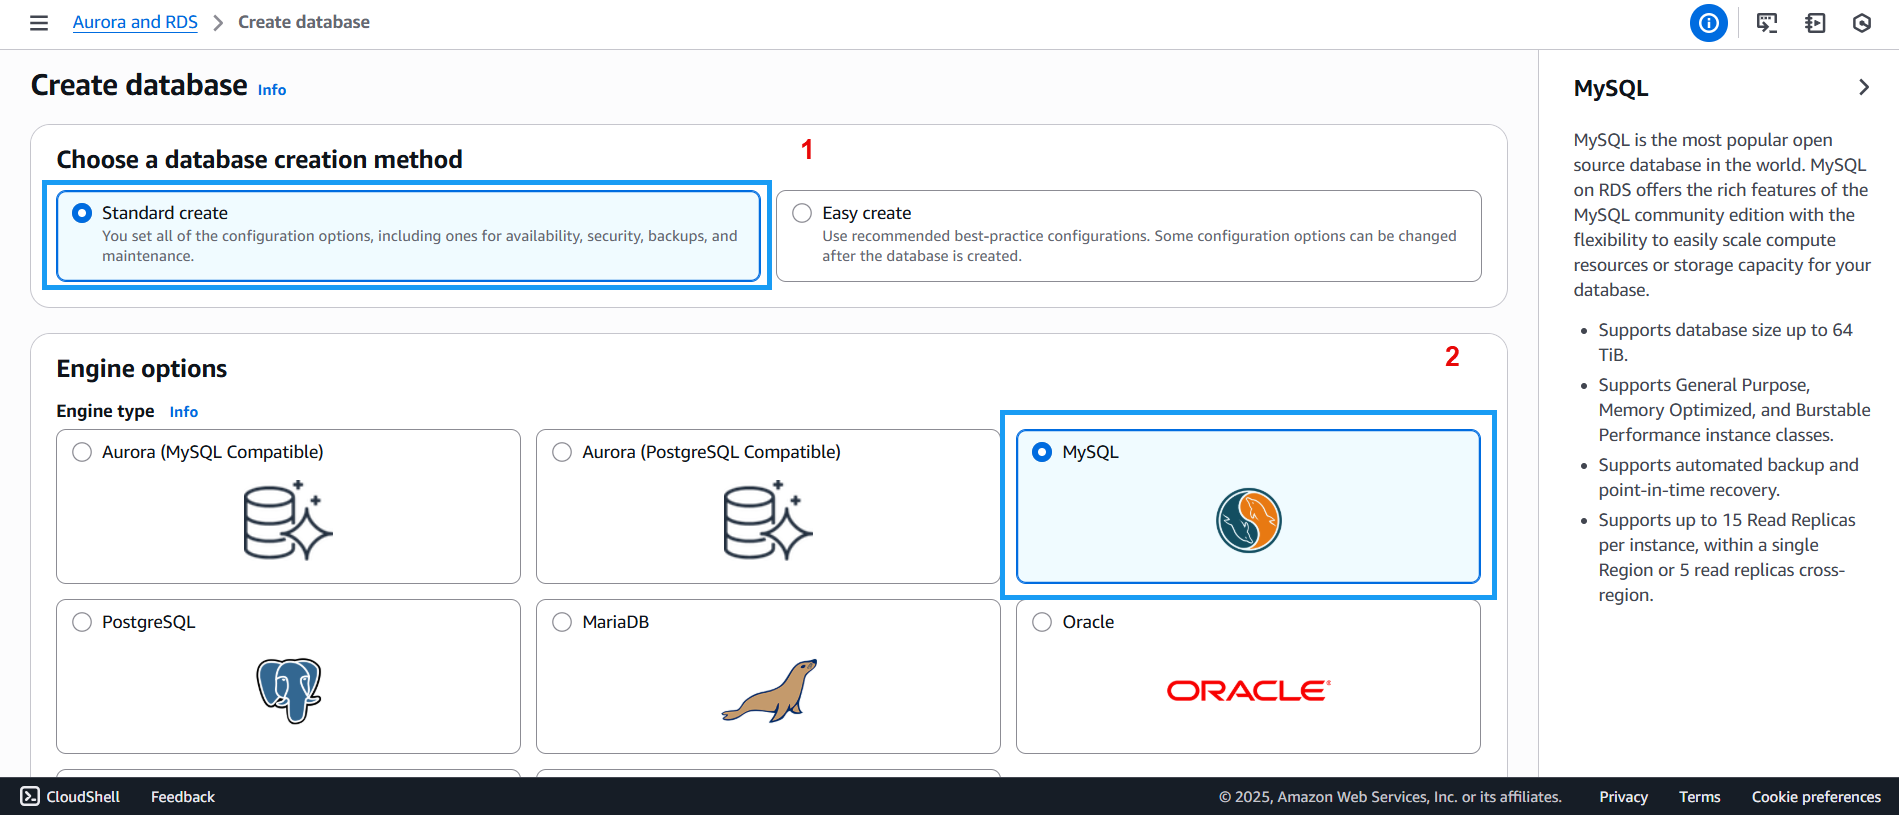 Aurora and RDS > Create database
Create database Info
Choose a database creation method
1
Standard create
You set all of the configuration options, including ones for availability, security, backups, and
maintenance.
Easy create
Use recommended best-practice configurations. Some configuration options can be changed
after the database is created.
Engine options
2
Engine type Info
Aurora (MySQL Compatible)
Aurora (PostgreSQL Compatible)
MySQL
PostgreSQL
MariaDB
Oracle
ORACLE®
MySQL
MySQL is the most popular open
source database in the world. MySQL
on RDS offers the rich features of the
MySQL community edition with the
flexibility to easily scale compute
resources or storage capacity for your
database.
• Supports database size up to 64
TiB.
• Supports General Purpose,
Memory Optimized, and Burstable
Performance instance classes.
• Supports automated backup and
point-in-time recovery.
• Supports up to 15 Read Replicas
per instance, within a single
Region or 5 read replicas cross-
region.
CloudShell Feedback © 2025, Amazon Web Services, Inc. or its affiliates. Privacy Terms Cookie preferences